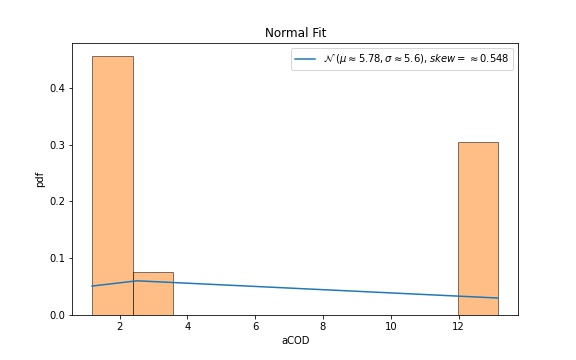 Normal Fit
𝒩(μ ≈ 5.78, σ ≈ 5.6), skew = ≈ 0.548
pdf
0.4
0.3
0.2
0.1
0.0
2 4 6 8 10 12
aCOD